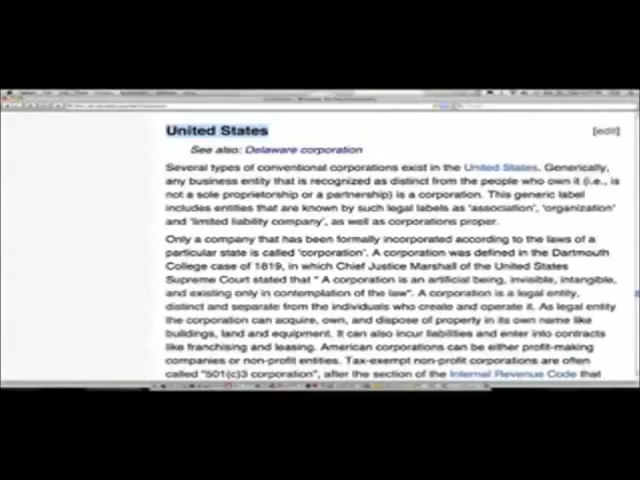 United States
[edit]
See also: Delaware corporation
Several types of conventional corporations exist in the United States. Generically,
any business entity that is recognized as distinct from the people who own it (i.e., is
not a sole proprietorship or a partnership) is a corporation. This generic label
includes entities that are known by such legal labels as 'association', 'organization'
and 'limited liability company', as well as corporations proper.
Only a company that has been formally incorporated according to the laws of a
particular state is called 'corporation'. A corporation was defined in the Dartmouth
College case of 1819, in which Chief Justice Marshall of the United States
Supreme Court stated that " A corporation is an artificial being, invisible, intangible,
and existing only in contemplation of the law". A corporation is a legal entity,
distinct and separate from the individuals who create and operate it. As legal entity
the corporation can acquire, own, and dispose of property in its own name like
buildings, land and equipment. It can also incur liabilities and enter into contracts
like franchising and leasing. American corporations can be either profit-making
companies or non-profit entities. Tax-exempt non-profit corporations are often
called "501(c)3 corporation", after the section of the Internal Revenue Code that